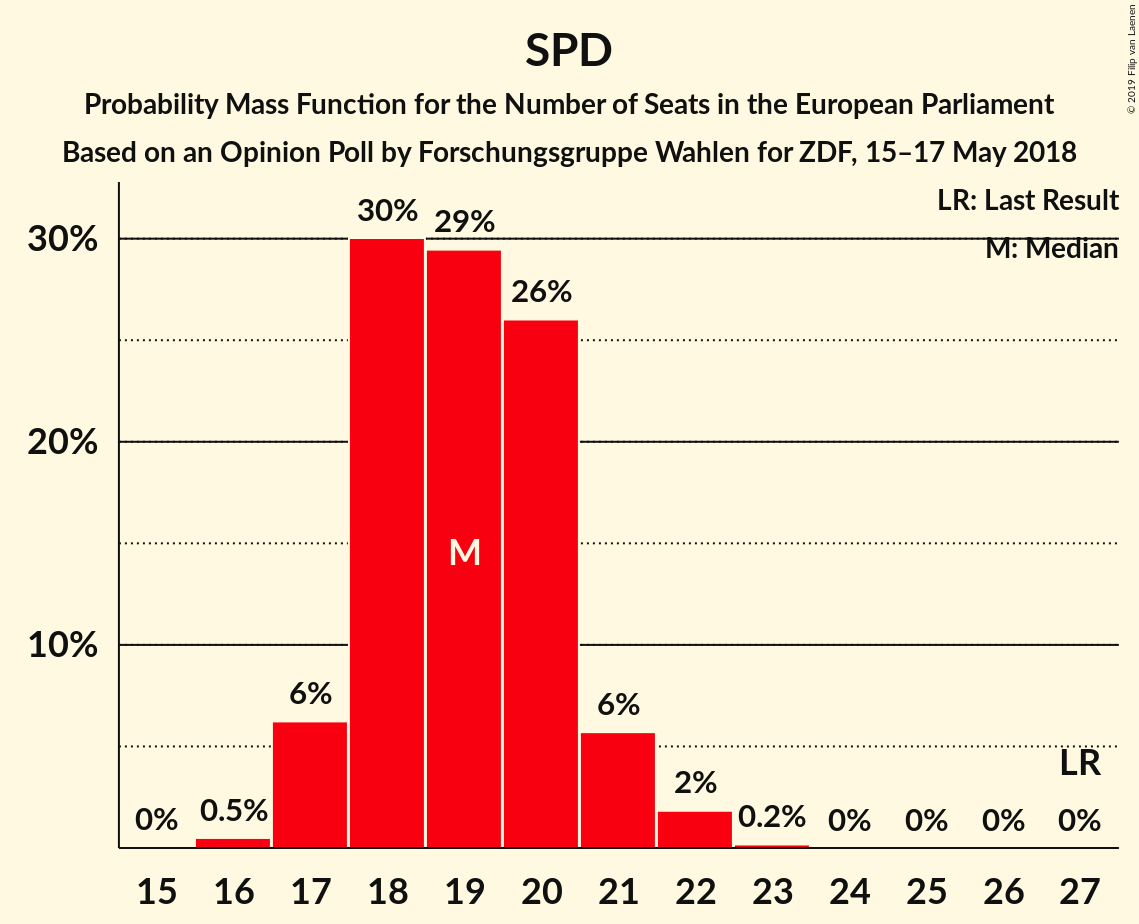 SPD
Probability Mass Function for the Number of Seats in the European Parliament
Based on an Opinion Poll by Forschungsgruppe Wahlen for ZDF, 15–17 May 2018
© 2019 Filip van Laenen
LR: Last Result
M: Median
30%
20%
10%
0%
0.5%
6%
30%
29%
26%
6%
2%
0.2%
0%
0%
0%
0%
M
LR
15 16 17 18 19 20 21 22 23 24 25 26 27